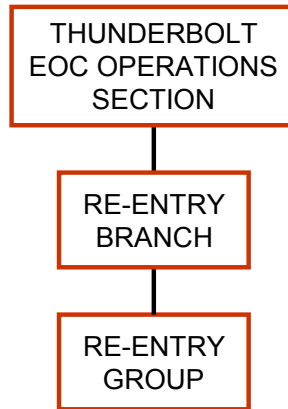 THUNDERBOLT
EOC OPERATIONS
SECTION
RE-ENTRY
BRANCH
RE-ENTRY
GROUP